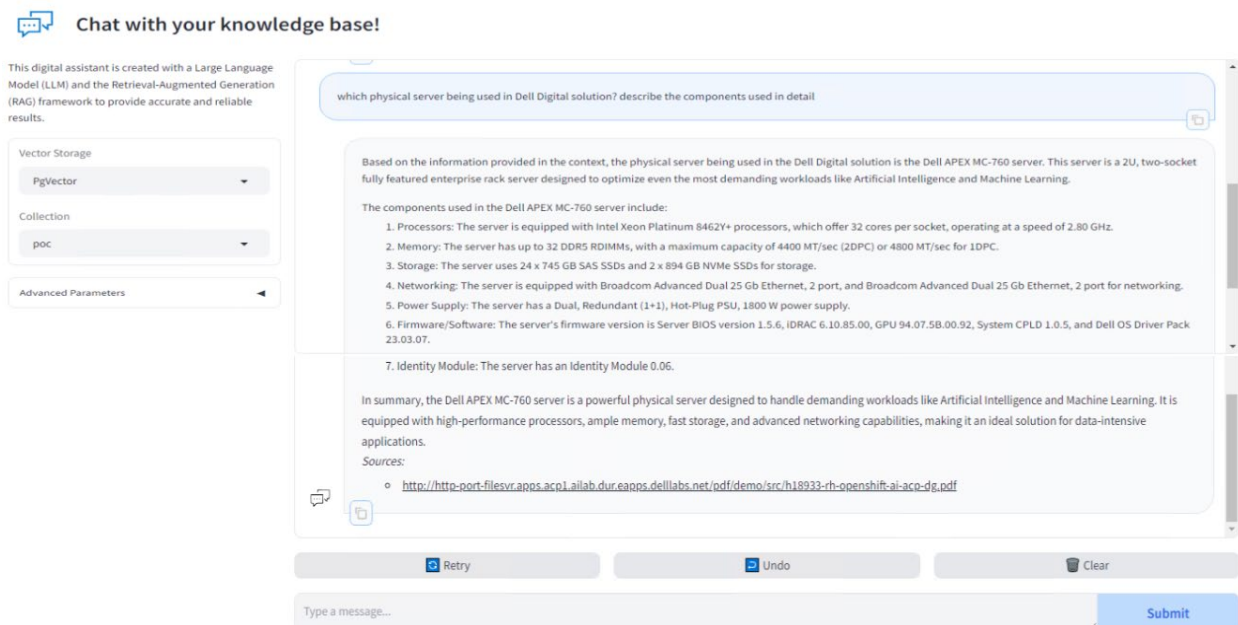 Chat with your knowledge base!
This digital assistant is created with a Large Language
Model (LLM) and the Retrieval-Augmented Generation
(RAG) framework to provide accurate and reliable
results.
Vector Storage
PgVector
Collection
poc
Advanced Parameters
which physical server being used in Dell Digital solution? describe the components used in detail
Based on the information provided in the context, the physical server being used in the Dell Digital solution is the Dell APEX MC-760 server. This server is a 2U, two-socket
fully featured enterprise rack server designed to optimize even the most demanding workloads like Artificial Intelligence and Machine Learning.
The components used in the Dell APEX MC-760 server include:
1. Processors: The server is equipped with Intel Xeon Platinum 8462Y+ processors, which offer 32 cores per socket, operating at a speed of 2.80 GHz.
2. Memory: The server has up to 32 DDR5 RDIMMs, with a maximum capacity of 4400 MT/sec (2DPC) or 4800 MT/sec for 1DPC.
3. Storage: The server uses 24 x 745 GB SAS SSDs and 2 x 894 GB NVMe SSDs for storage.
4. Networking: The server is equipped with Broadcom Advanced Dual 25 Gb Ethernet, 2 port, and Broadcom Advanced Dual 25 Gb Ethernet, 2 port for networking.
5. Power Supply: The server has a Dual, Redundant (1+1), Hot-Plug PSU, 1800 W power supply.
6. Firmware/Software: The server's firmware version is Server BIOS version 1.5.6, iDRAC 6.10.85.00, GPU 94.07.5B.00.92, System CPLD 1.0.5, and Dell OS Driver Pack
23.03.07.
7. Identity Module: The server has an Identity Module 0.06.
In summary, the Dell APEX MC-760 server is a powerful physical server designed to handle demanding workloads like Artificial Intelligence and Machine Learning. It is
equipped with high-performance processors, ample memory, fast storage, and advanced networking capabilities, making it an ideal solution for data-intensive
applications.
Sources:
http://http-port-filesvr.apps.acp1.ailab.dur.eapps.delllabs.net/pdf/demo/src/h18933-rh-openshift-ai-acp-dg.pdf
Retry
Undo
Clear
Type a message...
Submit